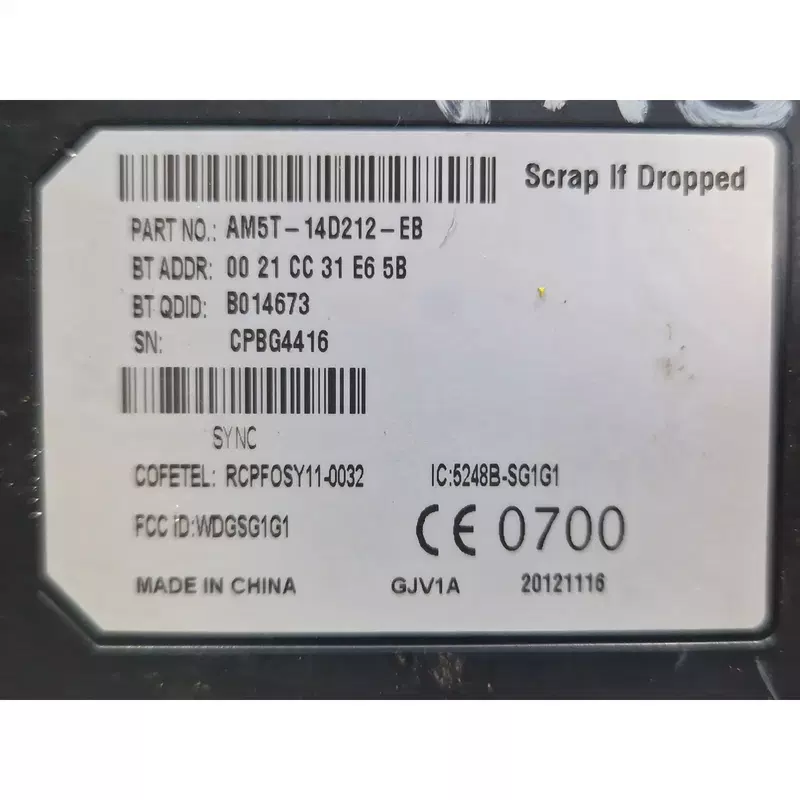 Scrap If Dropped
PART NO.: AM5T-14D212-EB
BT ADDR: 00 21 CC 31 E6 5B
BT QDID: B014673
SN: CPBG4416
SYNC
COFETEL: RCPFOSY11-0032 IC:5248B-SG1G1
FCC ID:WDGSG1G1 CE 0700
MADE IN CHINA GJV1A 20121116